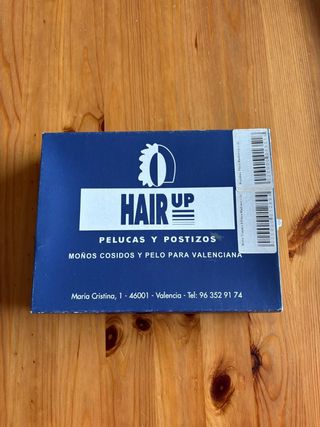 HAIR UP
PELUCAS Y POSTIZOS
MOÑOS COSIDOS Y PELO PARA VALENCIANA
María Cristina, 1 - 46001 - Valencia - Tel: 96 352 91 74